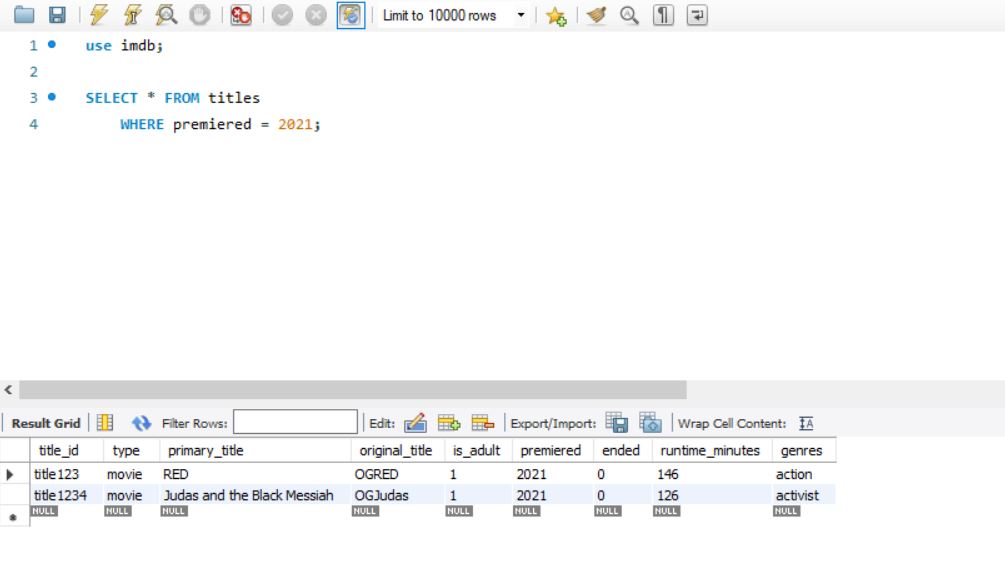 Limit to 10000 rows
1 use imdb;
2
3 SELECT * FROM titles
4 WHERE premiered = 2021;
Result Grid Filter Rows: Edit: Export/Import: Wrap Cell Content: IA
title_id type primary_title original_title is_adult premiered ended runtime_minutes genres
title123 movie RED OGRED 1 2021 0 146 action
title1234 movie Judas and the Black Messiah OGJudas 1 2021 0 126 activist
NULL NULL NULL NULL NULL NULL NULL NULL NULL